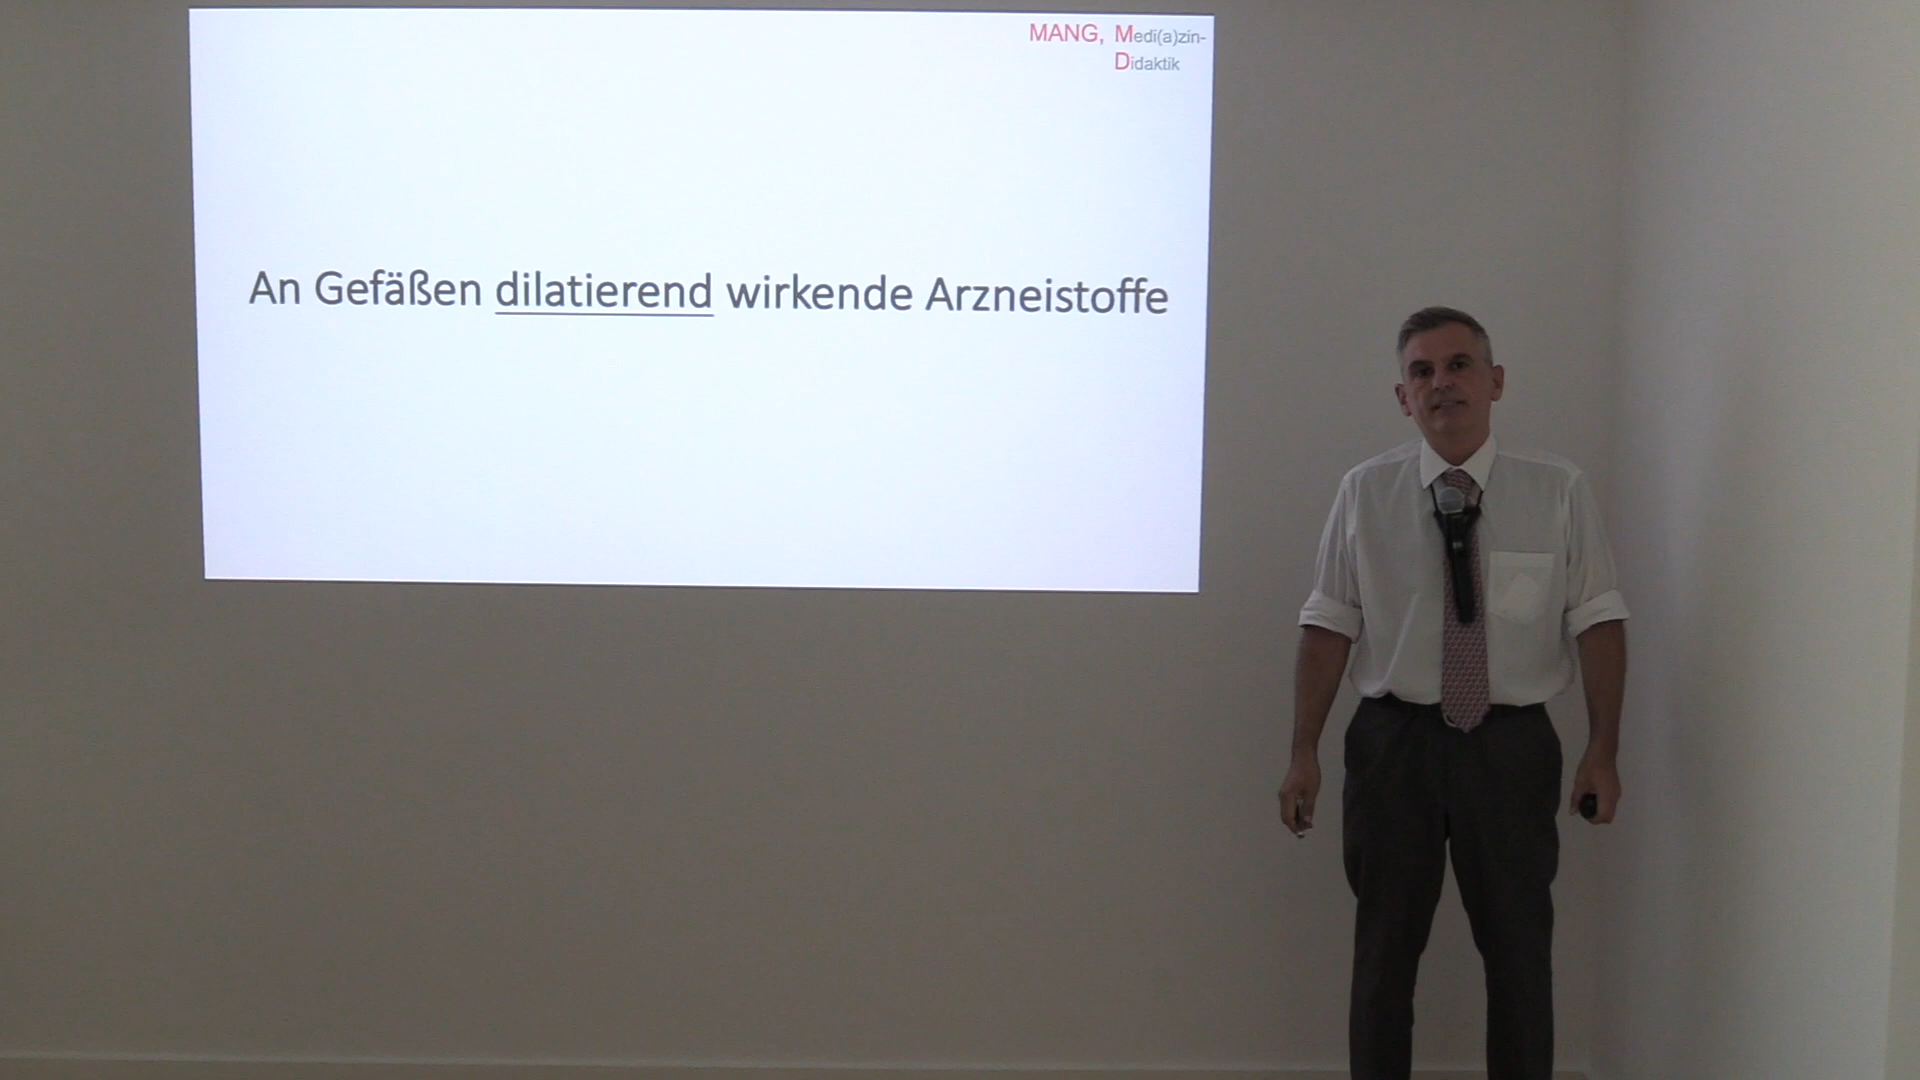 MANG, Medi(a)zin-
Didaktik
An Gefäßen dilatierend wirkende Arzneistoffe